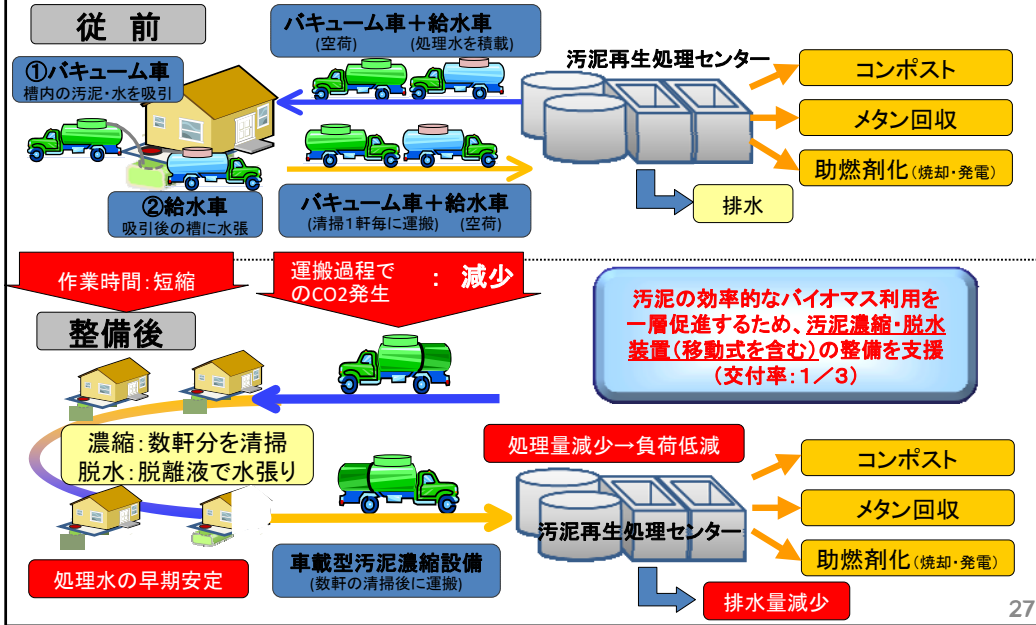 従 前
バキューム車＋給水車
(空荷) (処理水を積載)
①バキューム車
槽内の汚泥・水を吸引
汚泥再生処理センター
コンポスト
メタン回収
助燃剤化(焼却・発電)
②給水車
吸引後の槽に水張
バキューム車＋給水車
(清掃1軒毎に運搬) (空荷)
排水
作業時間：短縮
運搬過程で
のCO2発生
： 減少
整備後
汚泥の効率的なバイオマス利用を
一層促進するため、汚泥濃縮・脱水
装置(移動式を含む)の整備を支援
(交付率：1／3)
濃縮：数軒分を清掃
脱水：脱離液で水張り
処理量減少→負荷低減
コンポスト
メタン回収
助燃剤化(焼却・発電)
汚泥再生処理センター
車載型汚泥濃縮設備
(数軒の清掃後に運搬)
処理水の早期安定
排水量減少
27